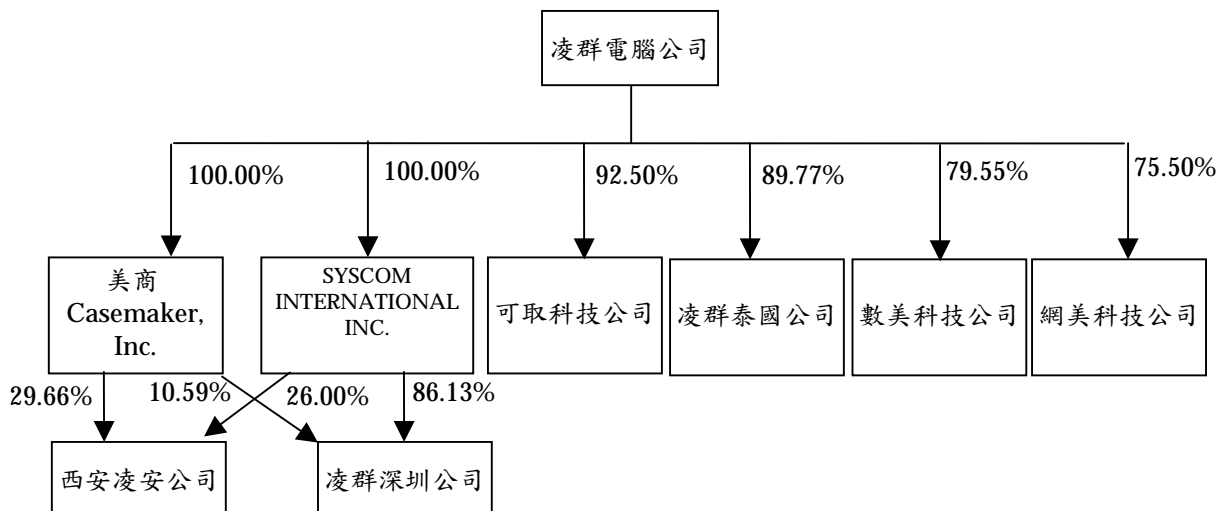 凌群電腦公司
100.00%
100.00%
92.50%
89.77%
79.55%
75.50%
美商
Casemaker,
Inc.
SYSCOM
INTERNATIONAL
INC.
可取科技公司
凌群泰國公司
數美科技公司
網美科技公司
29.66%
10.59%
26.00%
86.13%
西安凌安公司
凌群深圳公司